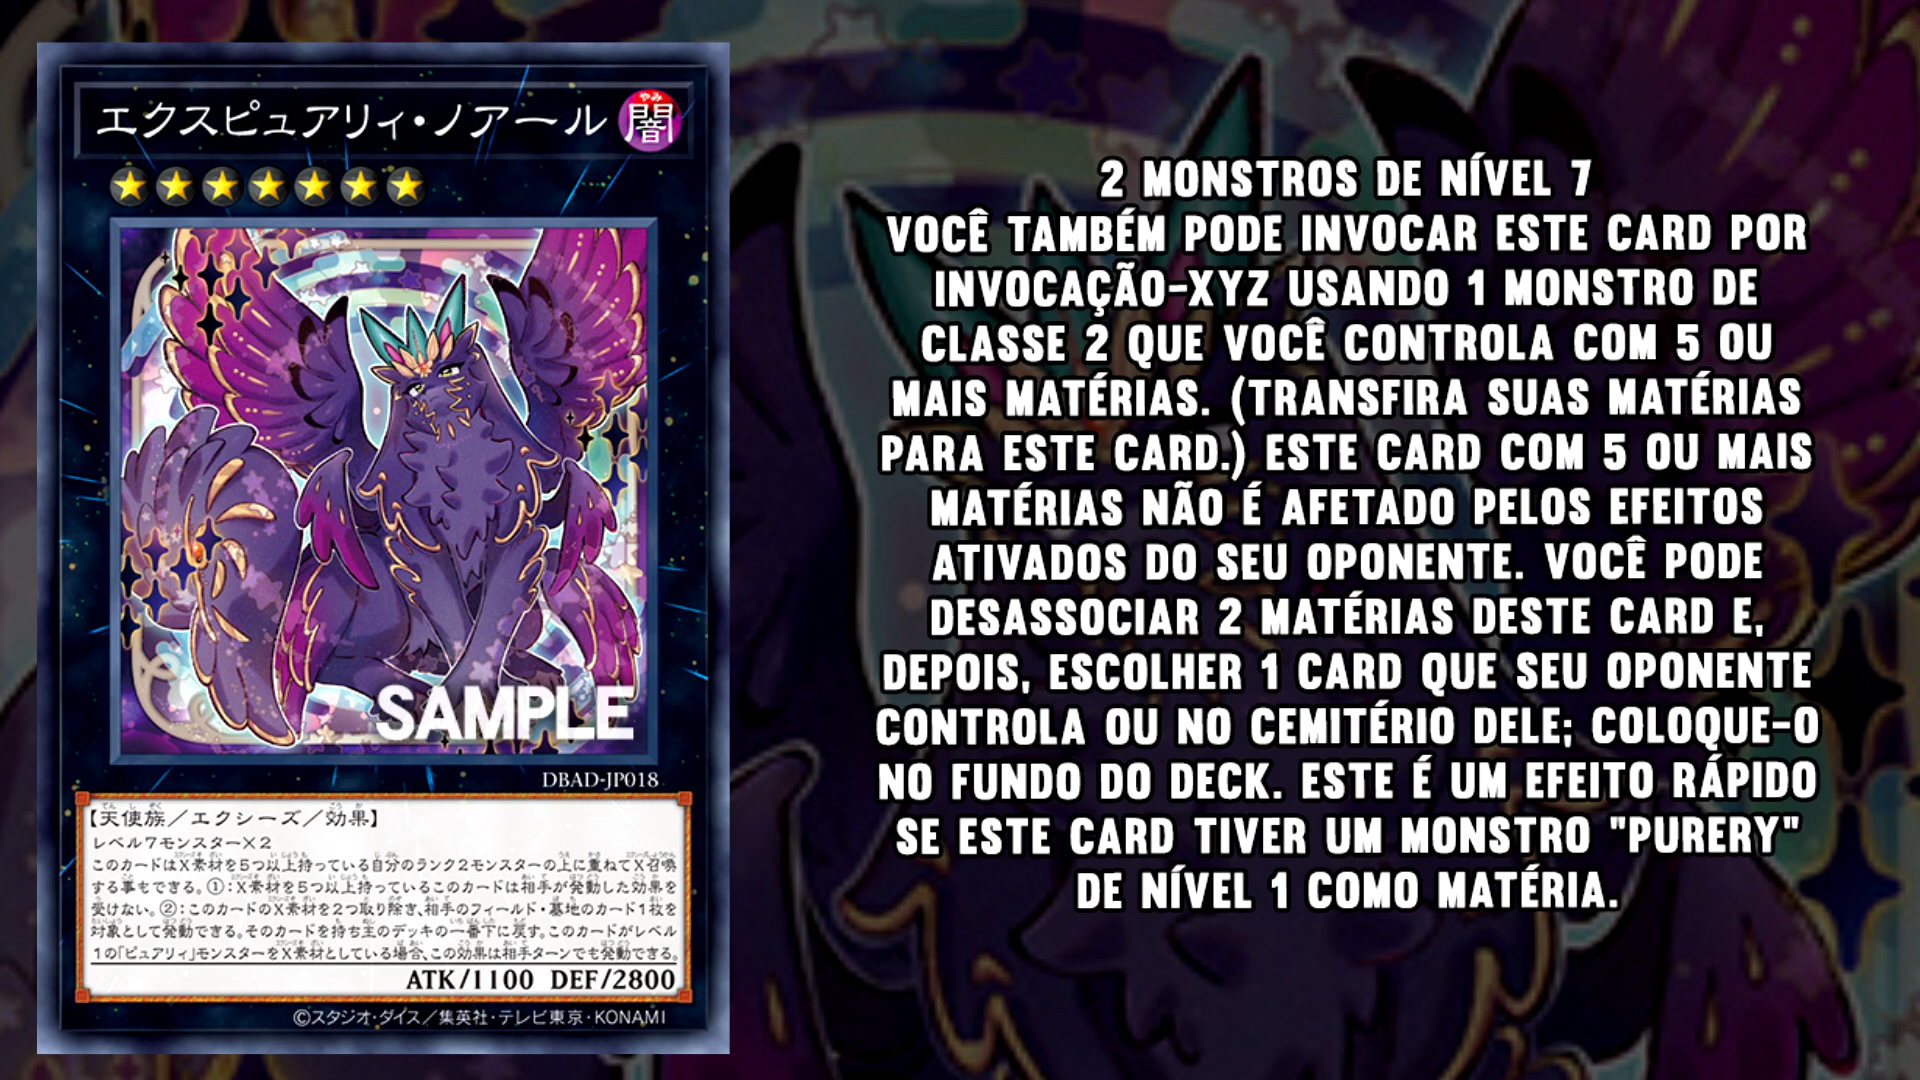 エクスピュアリィ・ノアール
闇
SAMPLE
DBAD-JP018
【天使族／エクシーズ／効果】
レベル7モンスター×2
このカードはX素材を5つ以上持っている自分のランク2モンスターの上に重ねてX召喚
する事もできる。①：X素材を5つ以上持っているこのカードは相手が発動した効果を
受けない。②：このカードのX素材を2つ取り除き、相手のフィールド・墓地のカード1枚を
対象として発動できる。そのカードを持ち主のデッキの一番下に戻す。このカードがレベル
1の「ピュアリィ」モンスターをX素材としている場合、この効果は相手ターンでも発動できる。
ATK/1100 DEF/2800
©スタジオ・ダイス／集英社・テレビ東京・KONAMI
2 MONSTROS DE NÍVEL 7
VOCÊ TAMBÉM PODE INVOCAR ESTE CARD POR
INVOCAÇÃO-XYZ USANDO 1 MONSTRO DE
CLASSE 2 QUE VOCÊ CONTROLA COM 5 OU
MAIS MATÉRIAS. (TRANSFIRA SUAS MATÉRIAS
PARA ESTE CARD.) ESTE CARD COM 5 OU MAIS
MATÉRIAS NÃO É AFETADO PELOS EFEITOS
ATIVADOS DO SEU OPONENTE. VOCÊ PODE
DESASSOCIAR 2 MATÉRIAS DESTE CARD E,
DEPOIS, ESCOLHER 1 CARD QUE SEU OPONENTE
CONTROLA OU NO CEMITÉRIO DELE; COLOQUE-O
NO FUNDO DO DECK. ESTE É UM EFEITO RÁPIDO
SE ESTE CARD TIVER UM MONSTRO "PURERY"
DE NÍVEL 1 COMO MATÉRIA.